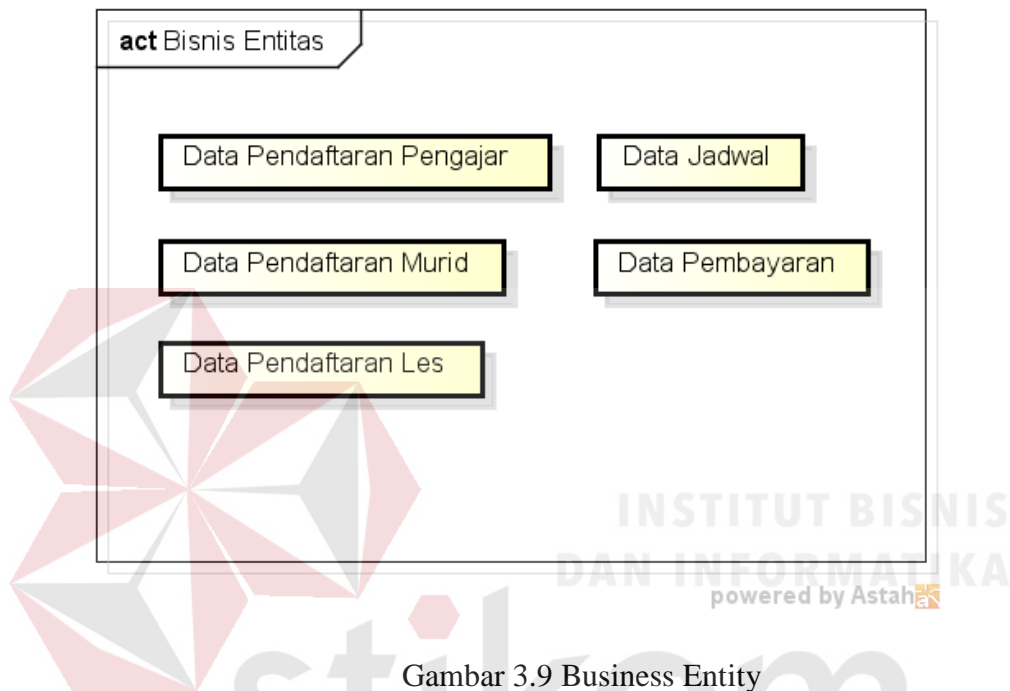 act Bisnis Entitas
Data Pendaftaran Pengajar
Data Jadwal
Data Pendaftaran Murid
Data Pembayaran
Data Pendaftaran Les
INSTITUT BISNIS
DAN INFORMATIKA
powered by Astah
stikom
Gambar 3.9 Business Entity